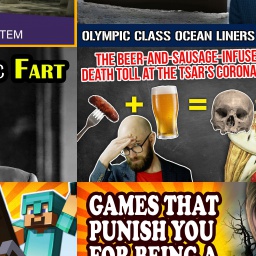 TEM
OLYMPIC CLASS OCEAN LINERS
FART
THE BEER-AND-SAUSAGE-INFUSE
DEATH TOLL AT THE TSAR'S CORONA
+ =
GAMES THAT
PUNISH YOU
FOR BEING A